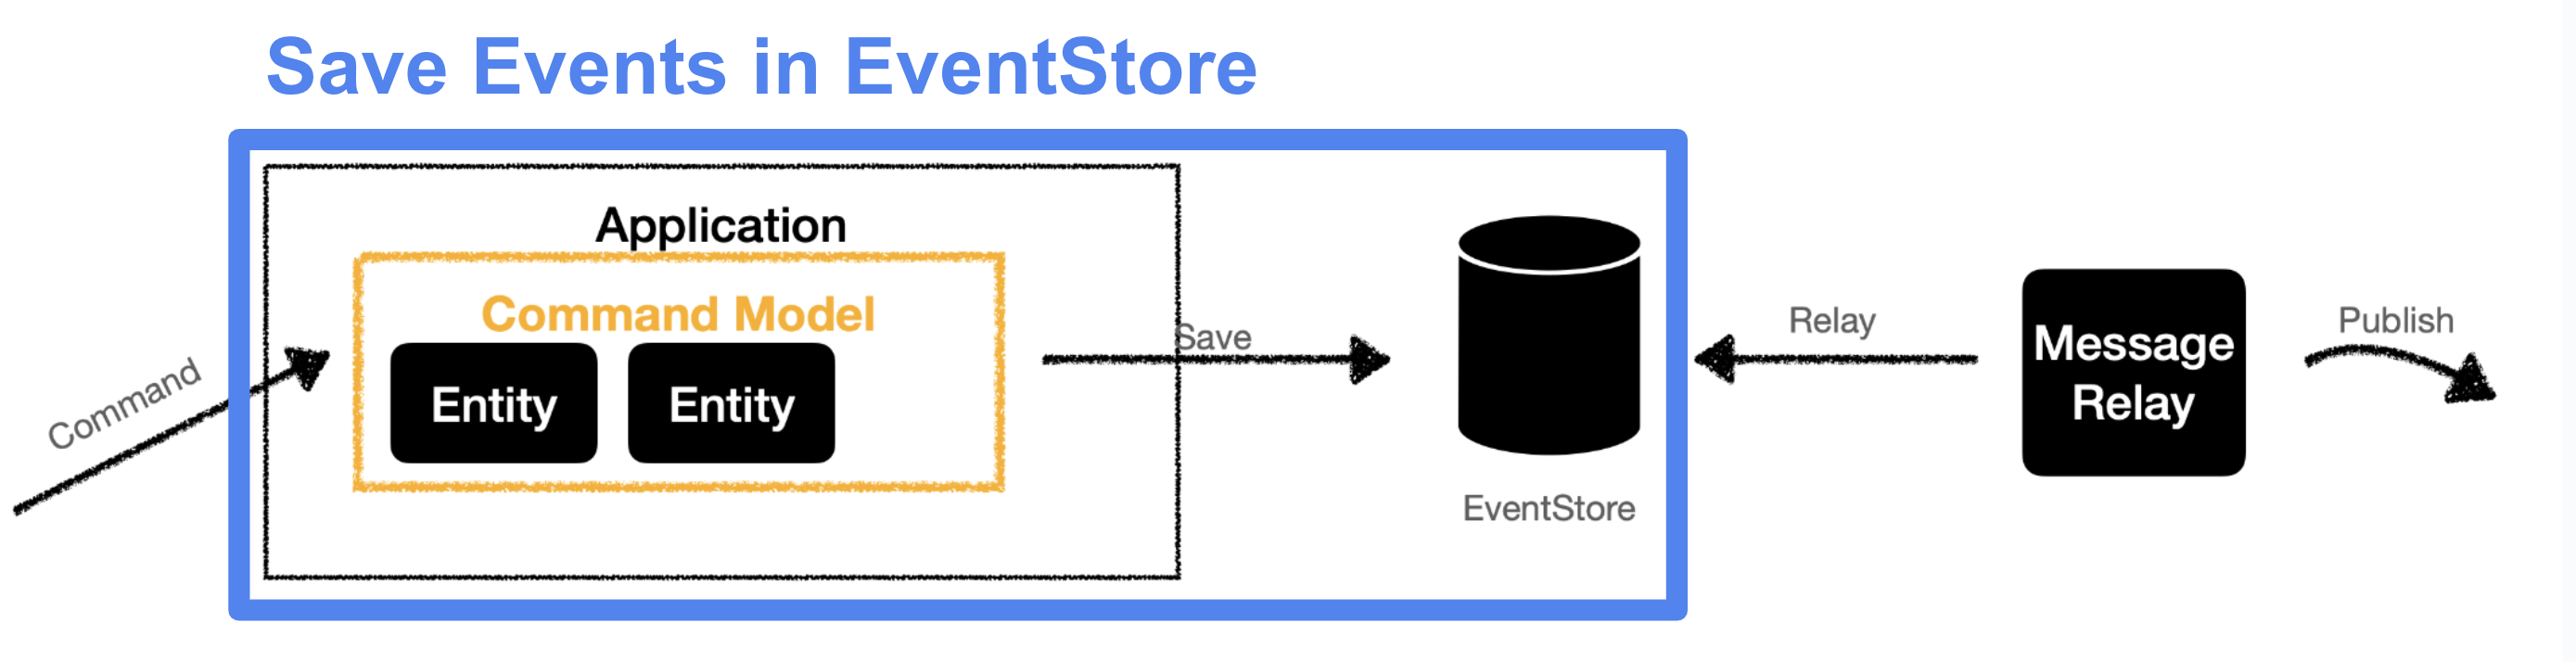 Save Events in EventStore
Application
Command Model
Entity
Entity
Command
Save
EventStore
Relay
Message
Relay
Publish